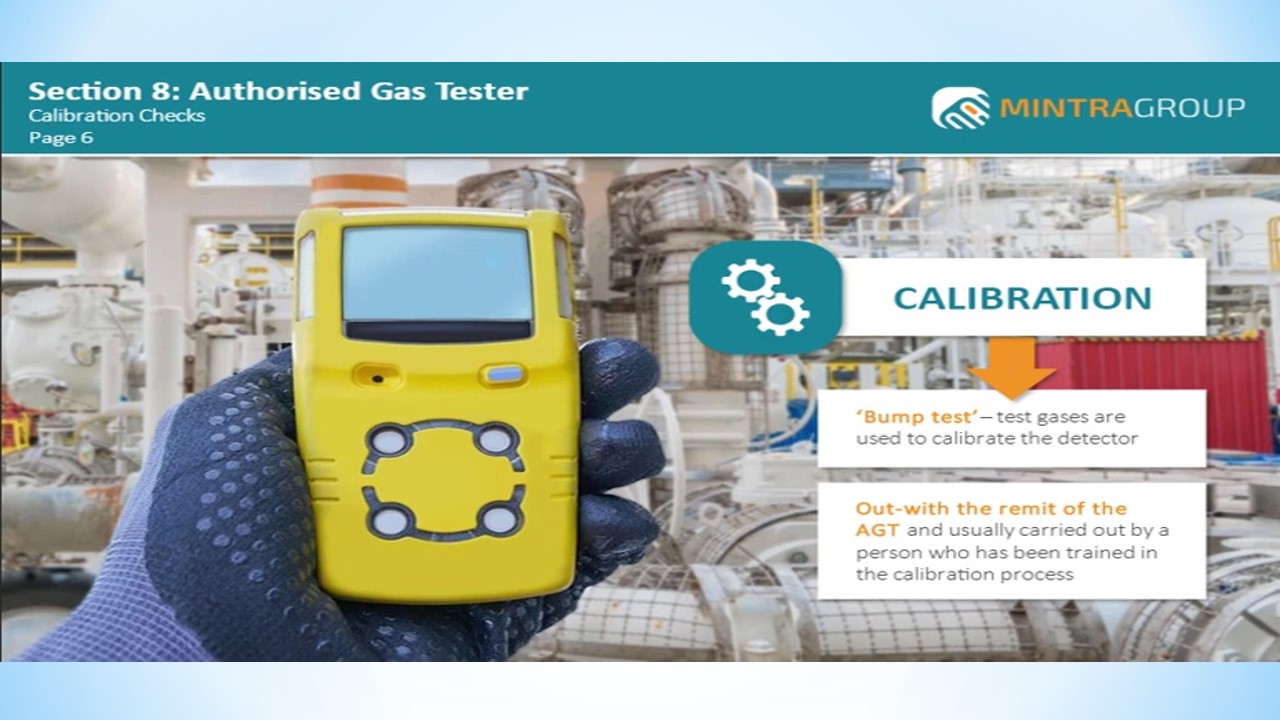 Section 8: Authorised Gas Tester
Calibration Checks
Page 6
MINTRAGROUP
CALIBRATION
‘Bump test’ – test gases are
used to calibrate the detector
Out-with the remit of the
AGT and usually carried out by a
person who has been trained in
the calibration process